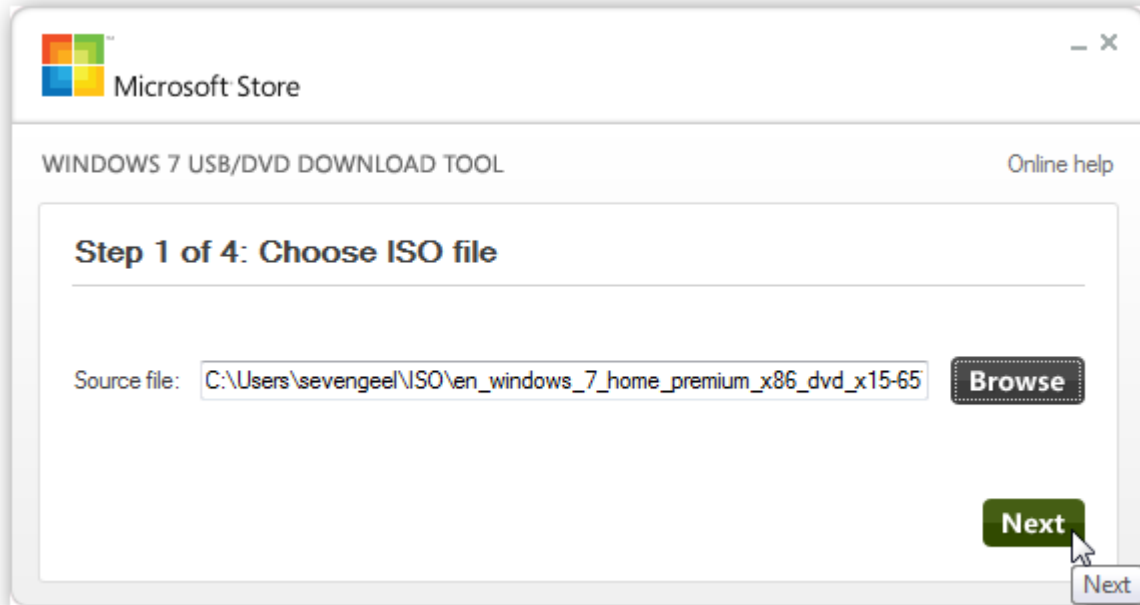 Microsoft Store
WINDOWS 7 USB/DVD DOWNLOAD TOOL
Online help
Step 1 of 4: Choose ISO file
Source file:
C:\Users\sevengeel\ISO\en_windows_7_home_premium_x86_dvd_x15-65
Browse
Next
Next